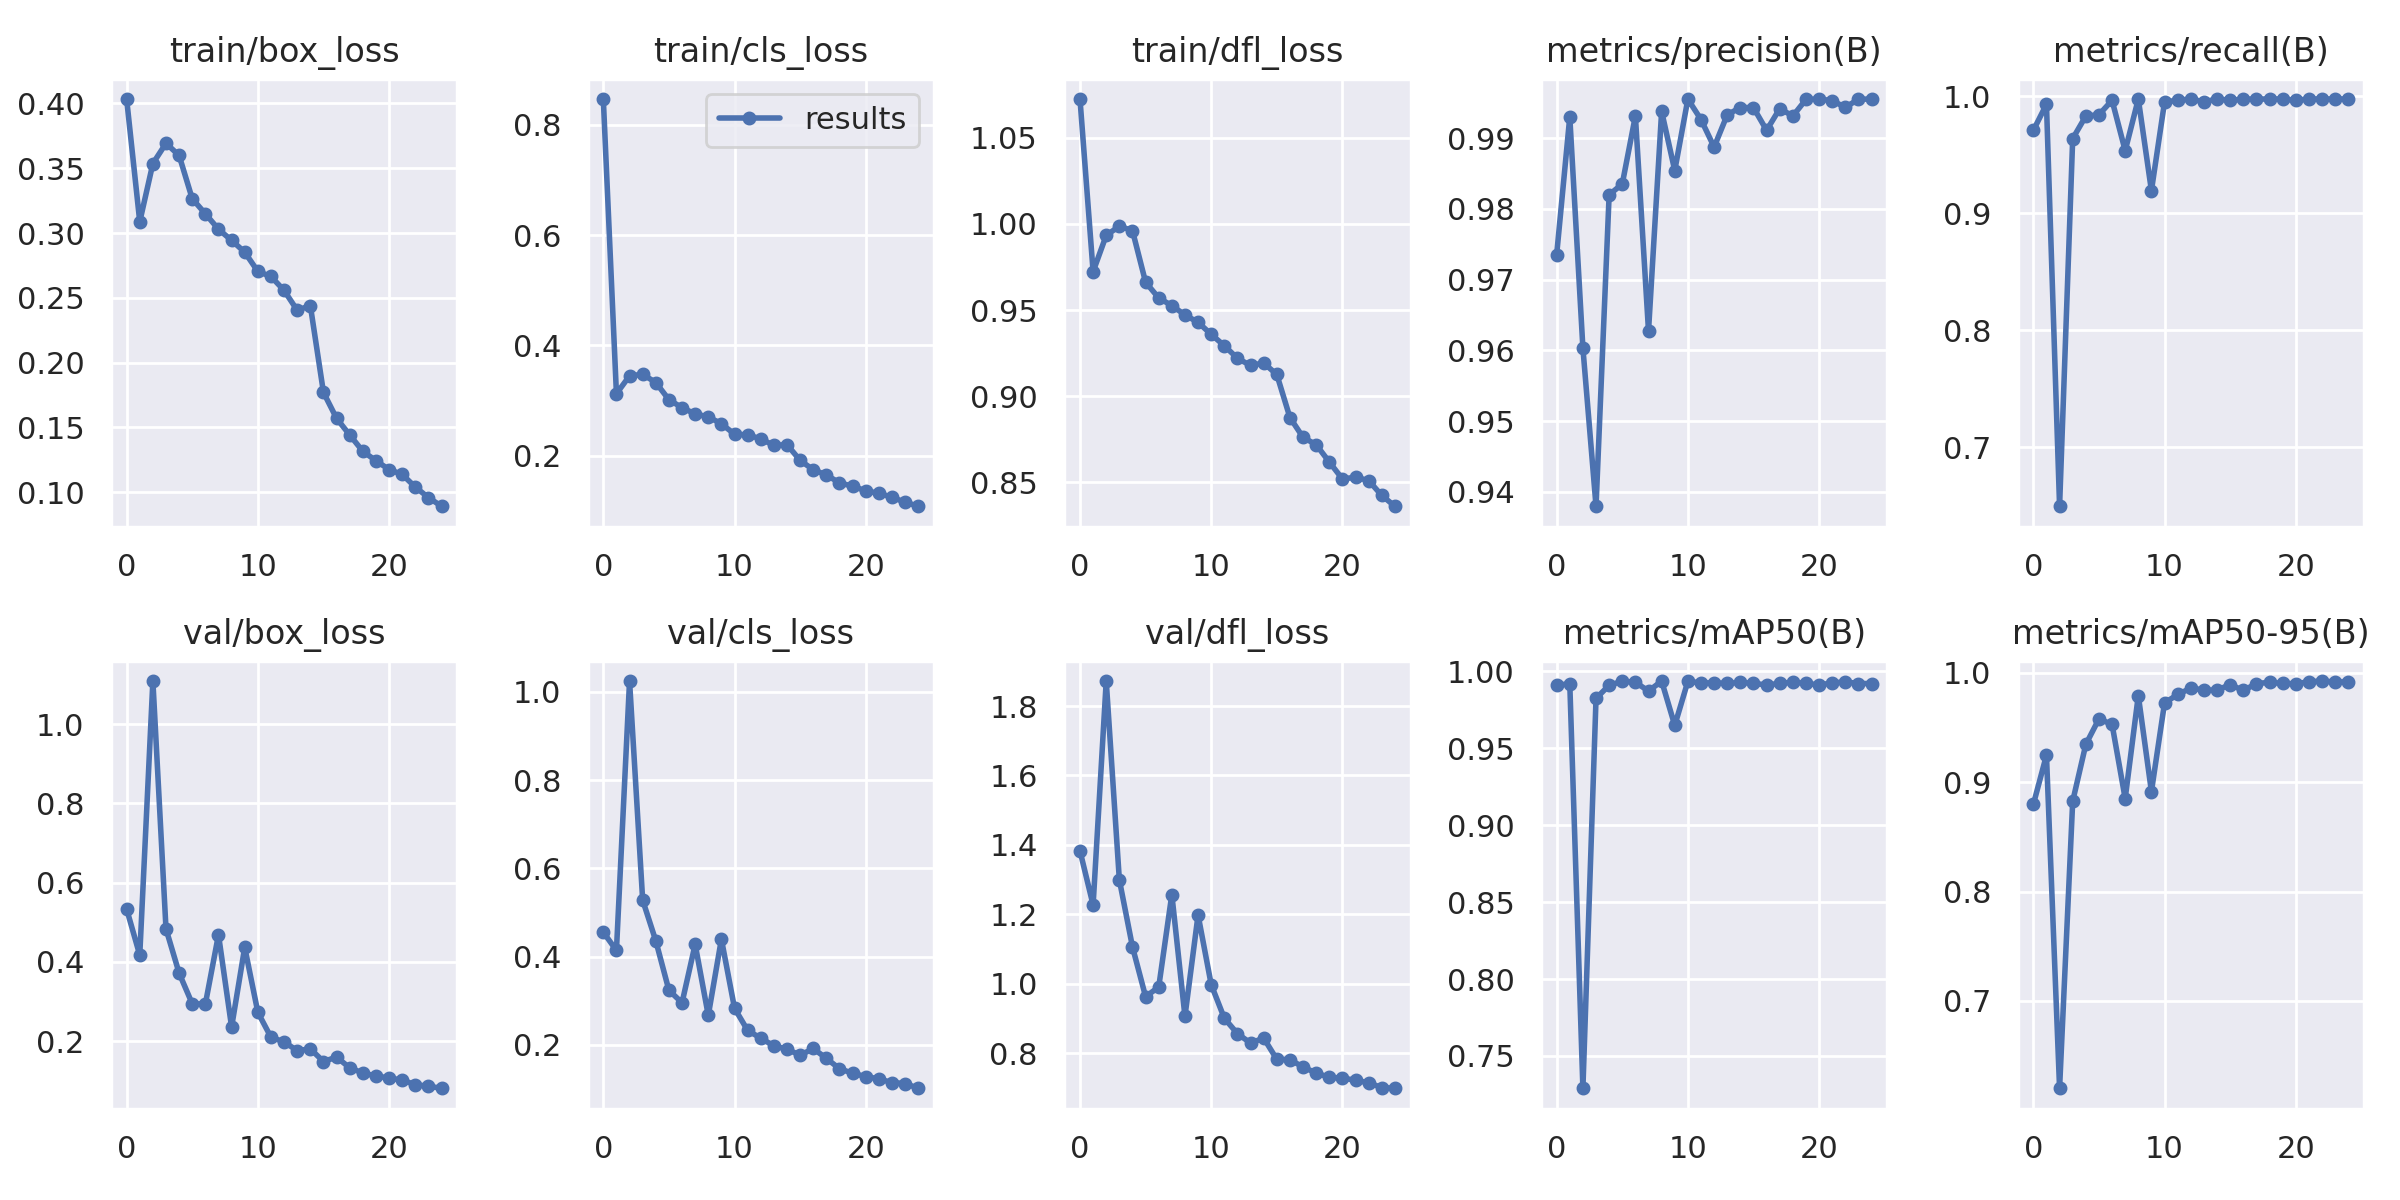 train/box_loss
0.40
0.35
0.30
0.25
0.20
0.15
0.10
0 10 20
train/cls_loss
results
0.8
0.6
0.4
0.2
0 10 20
train/dfl_loss
1.05
1.00
0.95
0.90
0.85
0 10 20
metrics/precision(B)
0.99
0.98
0.97
0.96
0.95
0.94
0 10 20
metrics/recall(B)
1.0
0.9
0.8
0.7
0 10 20
val/box_loss
1.0
0.8
0.6
0.4
0.2
0 10 20
val/cls_loss
1.0
0.8
0.6
0.4
0.2
0 10 20
val/dfl_loss
1.8
1.6
1.4
1.2
1.0
0.8
0 10 20
metrics/mAP50(B)
1.00
0.95
0.90
0.85
0.80
0.75
0 10 20
metrics/mAP50-95(B)
1.0
0.9
0.8
0.7
0 10 20